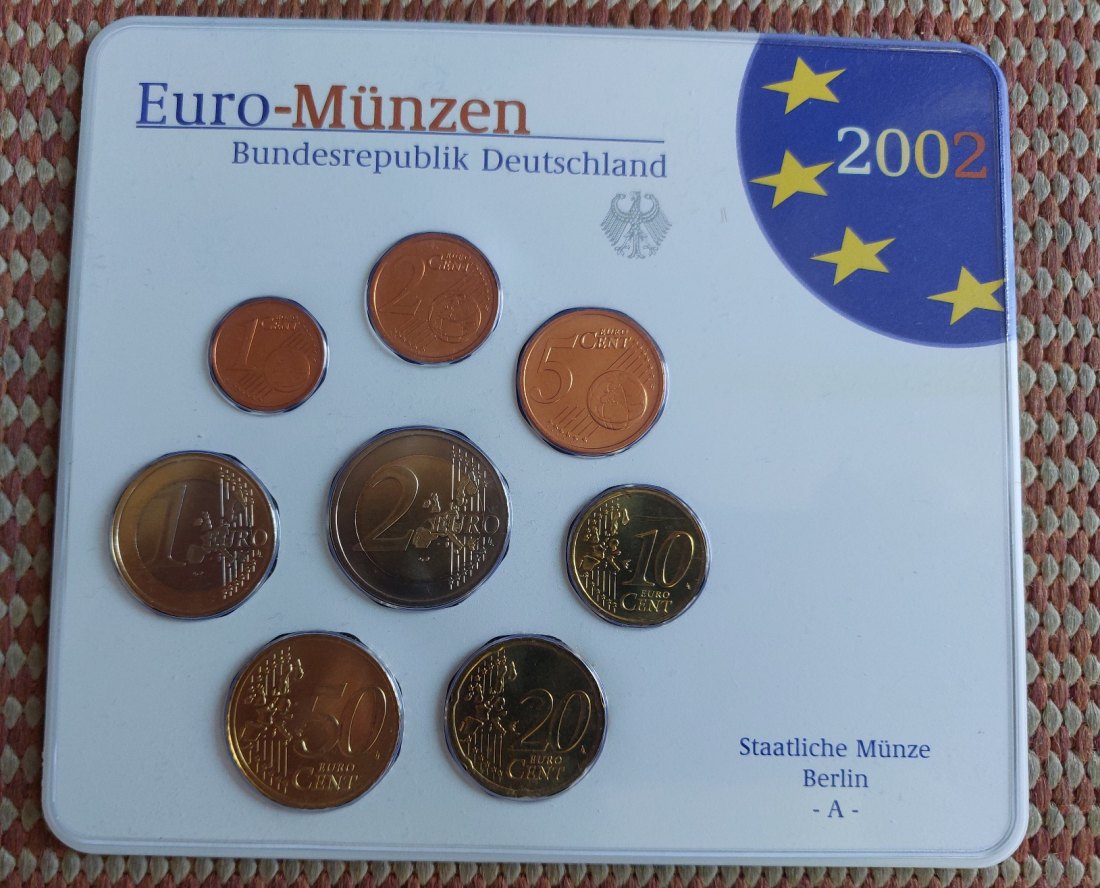 Euro-Münzen
Bundesrepublik Deutschland
2002
2 EURO CENT
1 EURO CENT
5 EURO CENT
1 EURO
2 EURO
10 EURO CENT
50 EURO CENT
20 EURO CENT
Staatliche Münze
Berlin
- A -